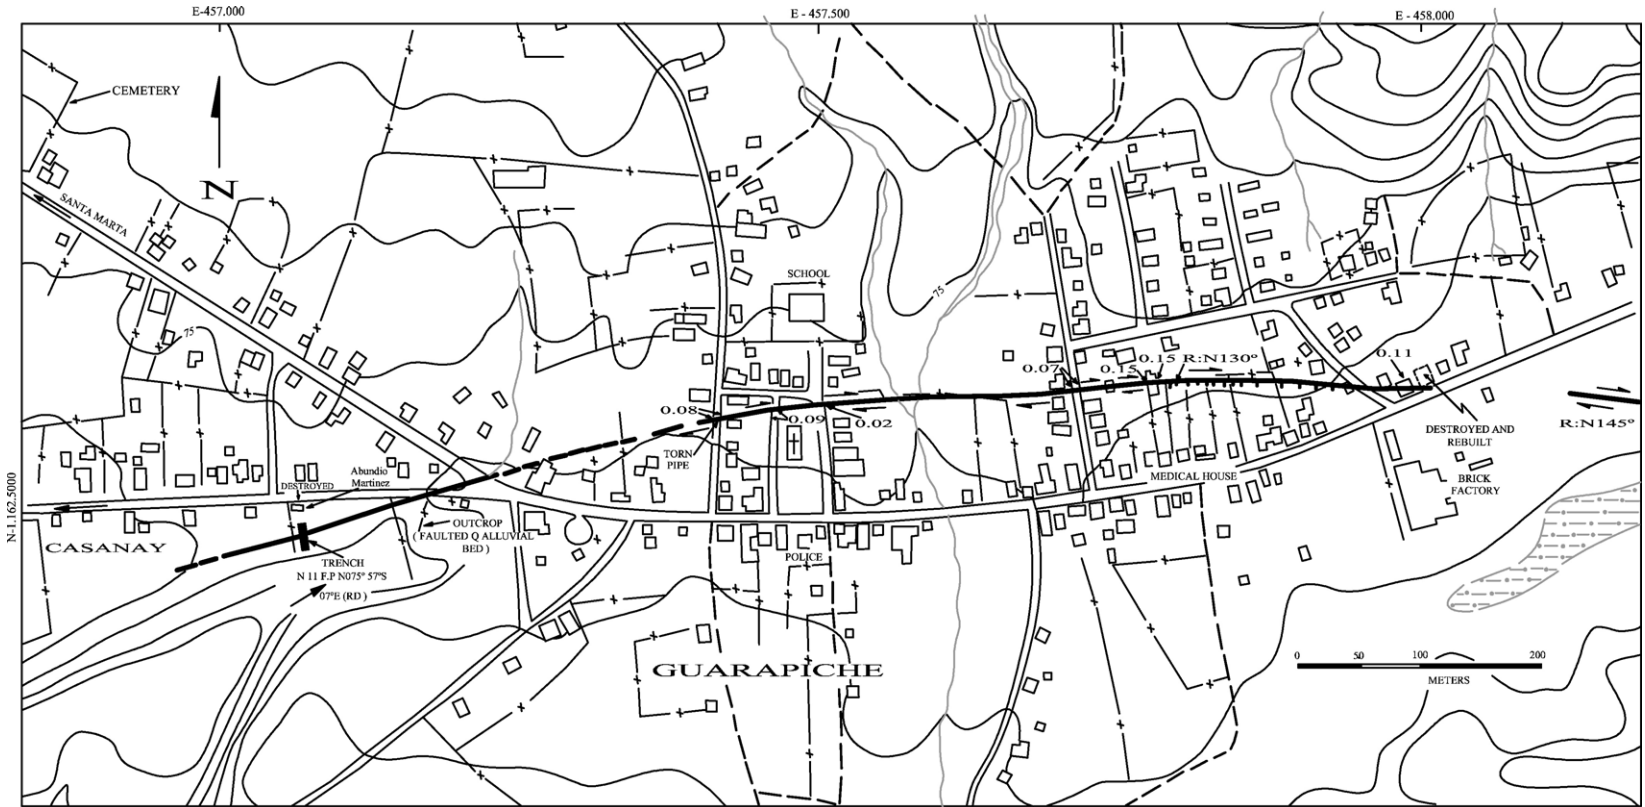 E-457.000
E - 457.500
E - 458.000
CEMETERY
N
SANTA MARTA
75
SCHOOL
75
0.07
0.15
0.15 R:N130°
0.11
0.08
0.09
0.02
R:N145°
TORN
PIPE
DESTROYED AND
REBUILT
Abundio
Martinez
DESTROYED
MEDICAL HOUSE
BRICK
FACTORY
N-1.162.5000
CASANAY
OUTCROP
( FAULTED Q ALLUVIAL
BED )
TRENCH
N 11 F.P N075° 57°S
07°E (RD )
POLICE
GUARAPICHE
0 50 100 200
METERS